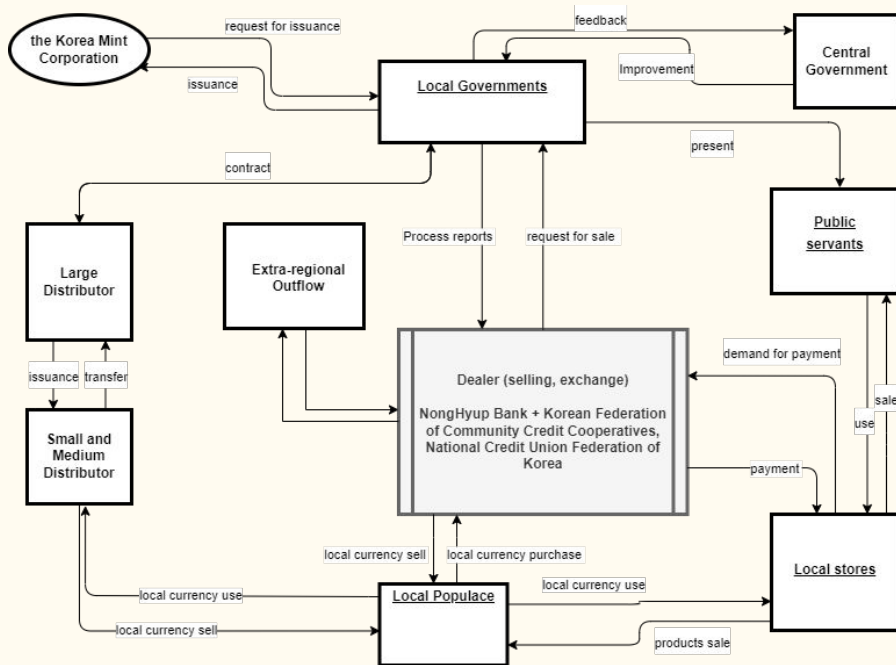 the Korea Mint
Corporation
request for issuance
issuance
Local Governments
feedback
Improvement
Central
Government
present
contract
Process reports
request for sale
Public
servants
Large
Distributor
Extra-regional
Outflow
issuance
transfer
Dealer (selling, exchange)
NongHyup Bank + Korean Federation
of Community Credit Cooperatives,
National Credit Union Federation of
Korea
demand for payment
sale
use
Small and
Medium
Distributor
payment
local currency sell
local currency purchase
Local stores
local currency use
Local Populace
local currency use
local currency sell
products sale